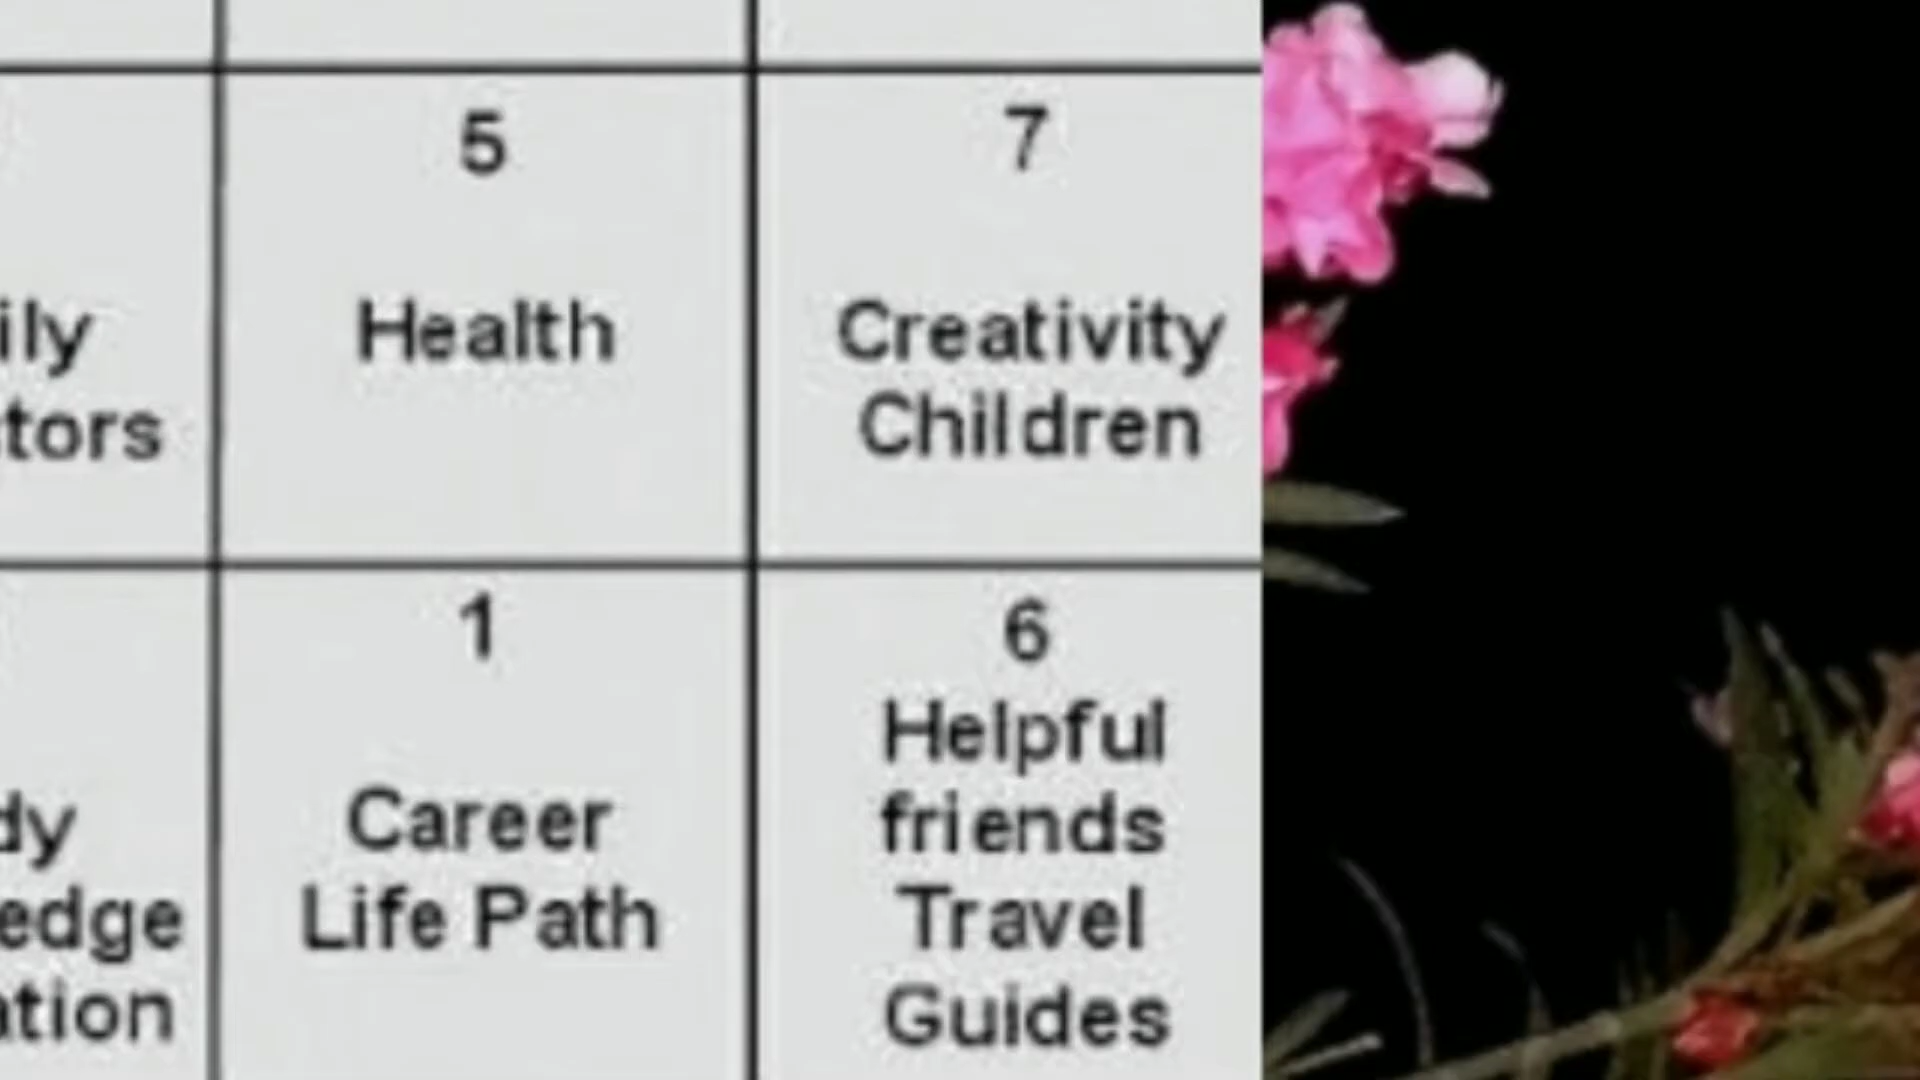 5
7
Health
Creativity
Children
1
6
Career
Life Path
Helpful
friends
Travel
Guides